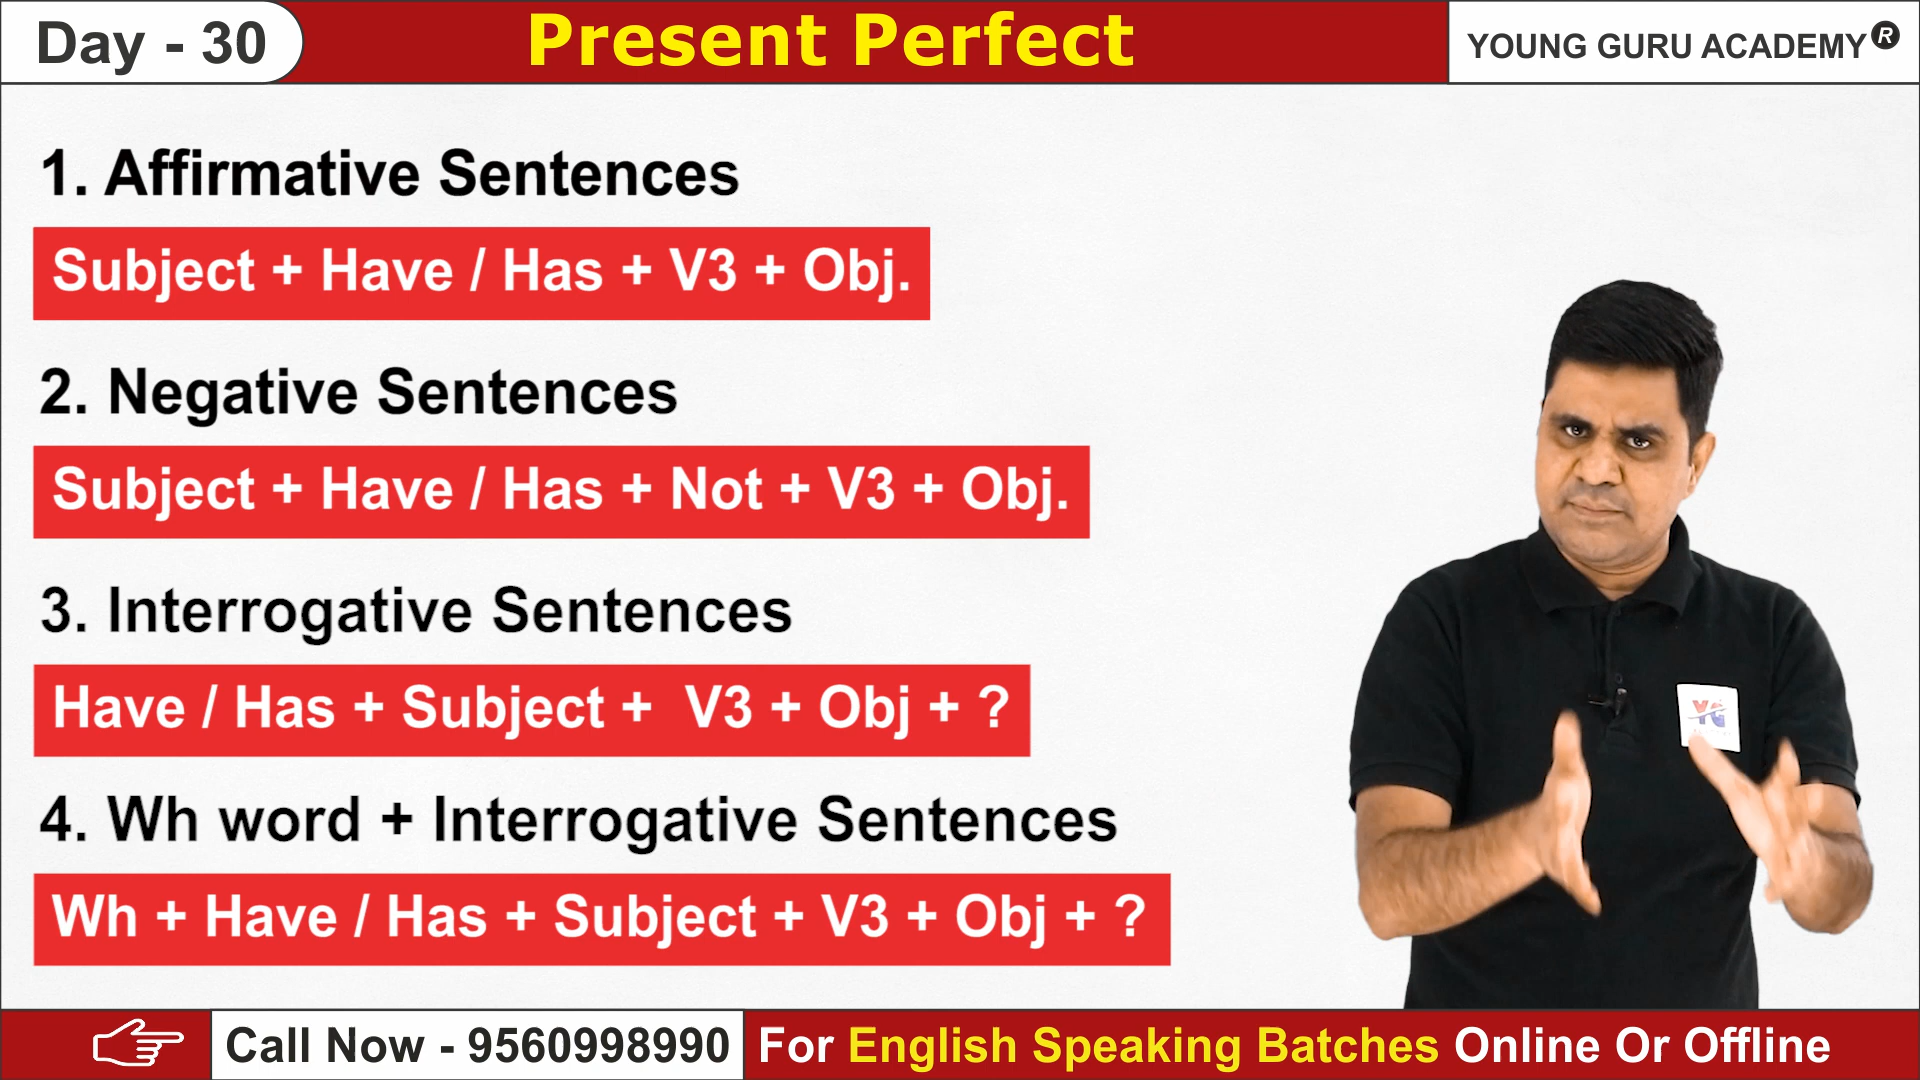 Day - 30
Present Perfect
YOUNG GURU ACADEMY®
1. Affirmative Sentences
Subject + Have / Has + V3 + Obj.
2. Negative Sentences
Subject + Have / Has + Not + V3 + Obj.
3. Interrogative Sentences
Have / Has + Subject + V3 + Obj + ?
4. Wh word + Interrogative Sentences
Wh + Have / Has + Subject + V3 + Obj + ?
YG
Call Now - 9560998990
For English Speaking Batches Online Or Offline